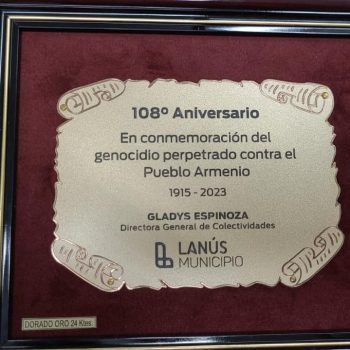 108º Aniversario
En conmemoración del
genocidio perpetrado contra el
Pueblo Armenio
1915 - 2023
GLADYS ESPINOZA
Directora General de Colectividades
LANÚS
MUNICIPIO
DORADO ORO 24 Ktes.